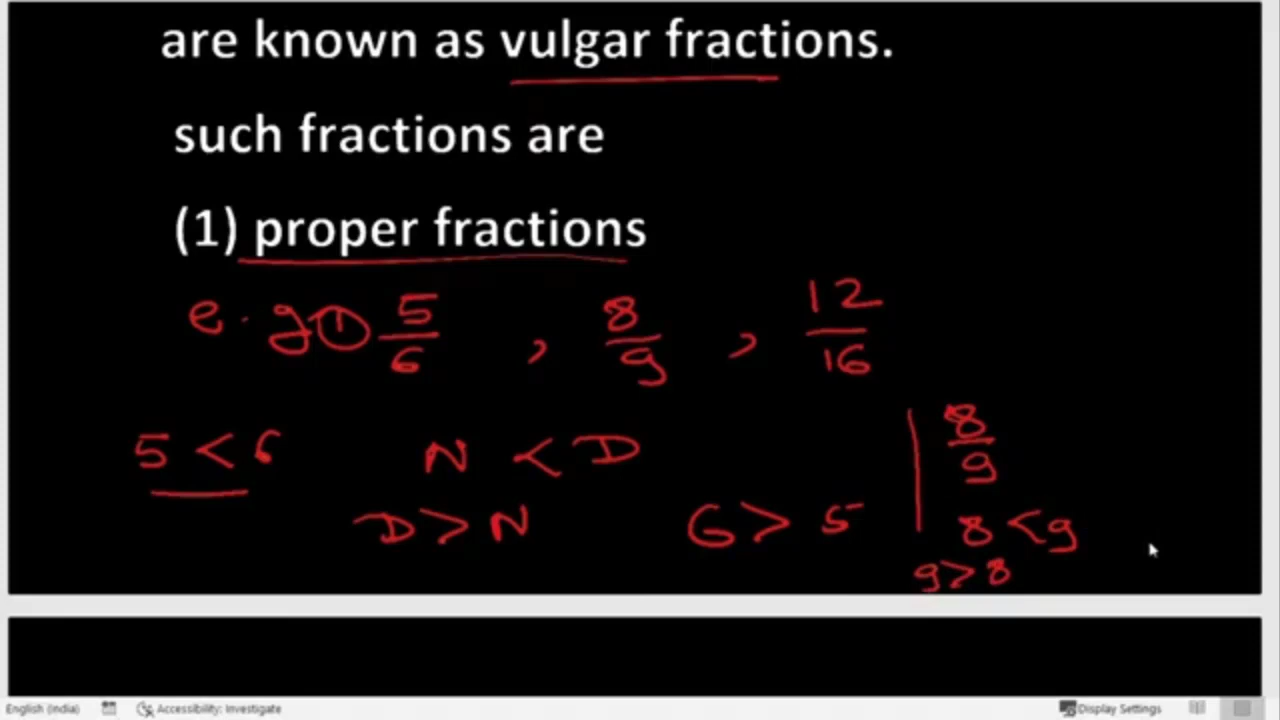 are known as vulgar fractions.
such fractions are
(1) proper fractions
e.g ① 5/6 , 8/9 , 12/16
5 < 6 N < D 8/9
D > N 6 > 5 8 < 9
9 > 8
English (India) Accessibility: Investigate Display Settings